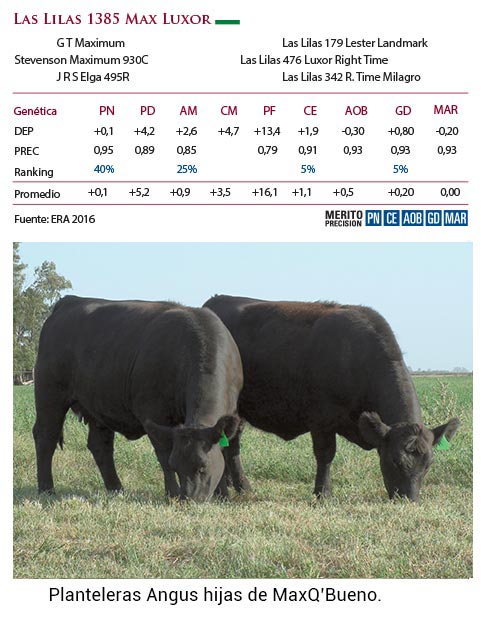 Las Lilas 1385 Max Luxor
G T Maximum Las Lilas 179 Lester Landmark
Stevenson Maximum 930C Las Lilas 476 Luxor Right Time
J R S Elga 495R Las Lilas 342 R. Time Milagro
Genética PN PD AM CM PF CE AOB GD MAR
DEP +0,1 +4,2 +2,6 +4,7 +13,4 +1,9 -0,30 +0,80 -0,20
PREC 0,95 0,89 0,85 0,79 0,91 0,93 0,93 0,93
Ranking 40% 25% 5% 5%
Promedio +0,1 +5,2 +0,9 +3,5 +16,1 +1,1 +0,5 +0,20 0,00
Fuente: ERA 2016 MERITO PN CE AOB GD MAR
PRECISION
Planteleras Angus hijas de MaxQ'Bueno.